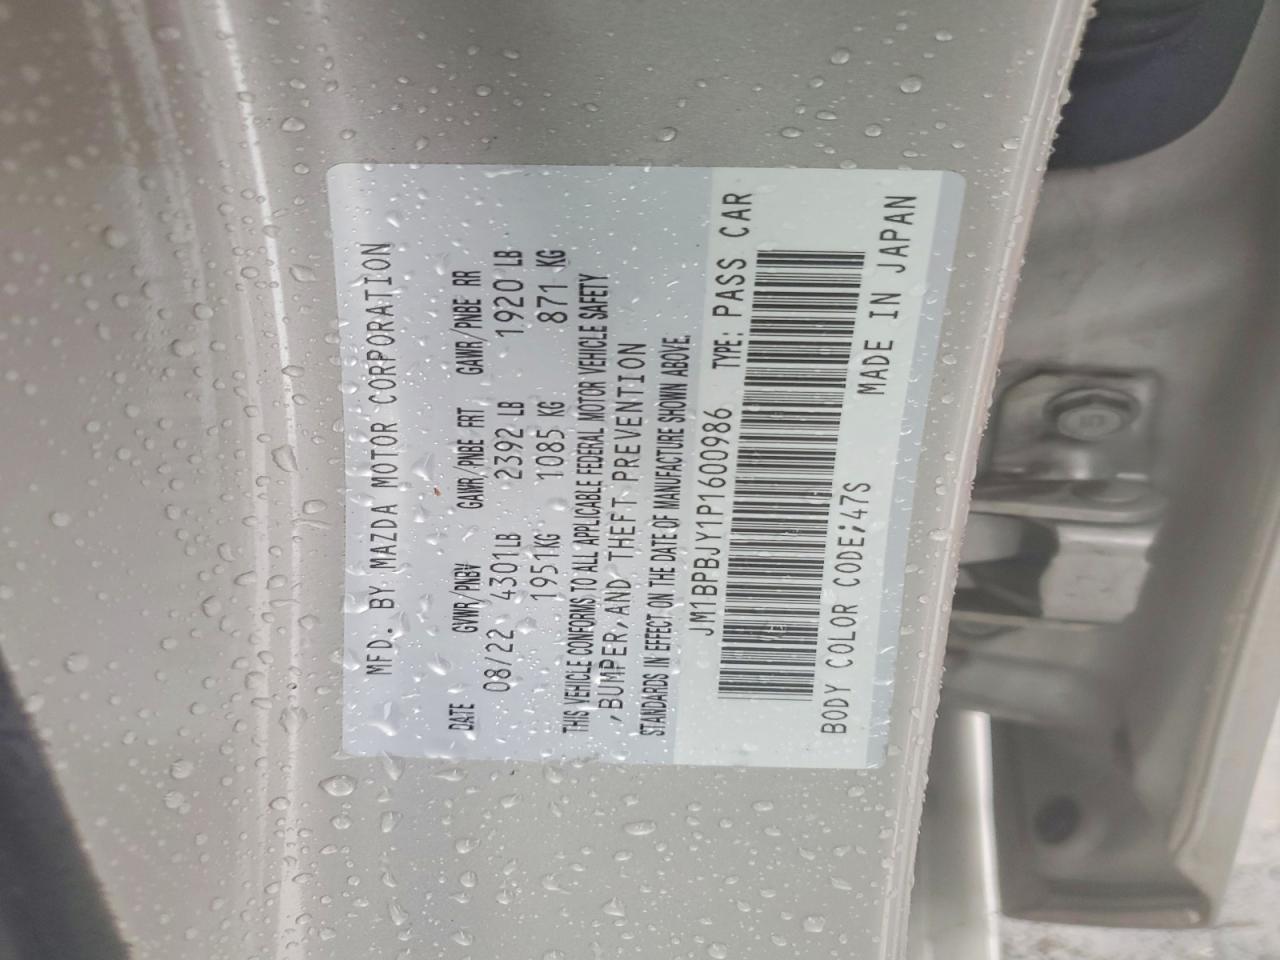 MFD. BY MAZDA MOTOR CORPORATION
DATE GVWR/PNBV GAWR/PNBE FRT GAWR/PNBE RR
08/22 4301LB 2392 LB 1920 LB
1951KG 1085 KG 871 KG
THIS VEHICLE CONFORMS TO ALL APPLICABLE FEDERAL MOTOR VEHICLE SAFETY
,BUMPER,AND THEFT PREVENTION
STANDARDS IN EFFECT ON THE DATE OF MANUFACTURE SHOWN ABOVE.
JM1BPBJY1P1600986 TYPE: PASS CAR
BODY COLOR CODE;47S MADE IN JAPAN